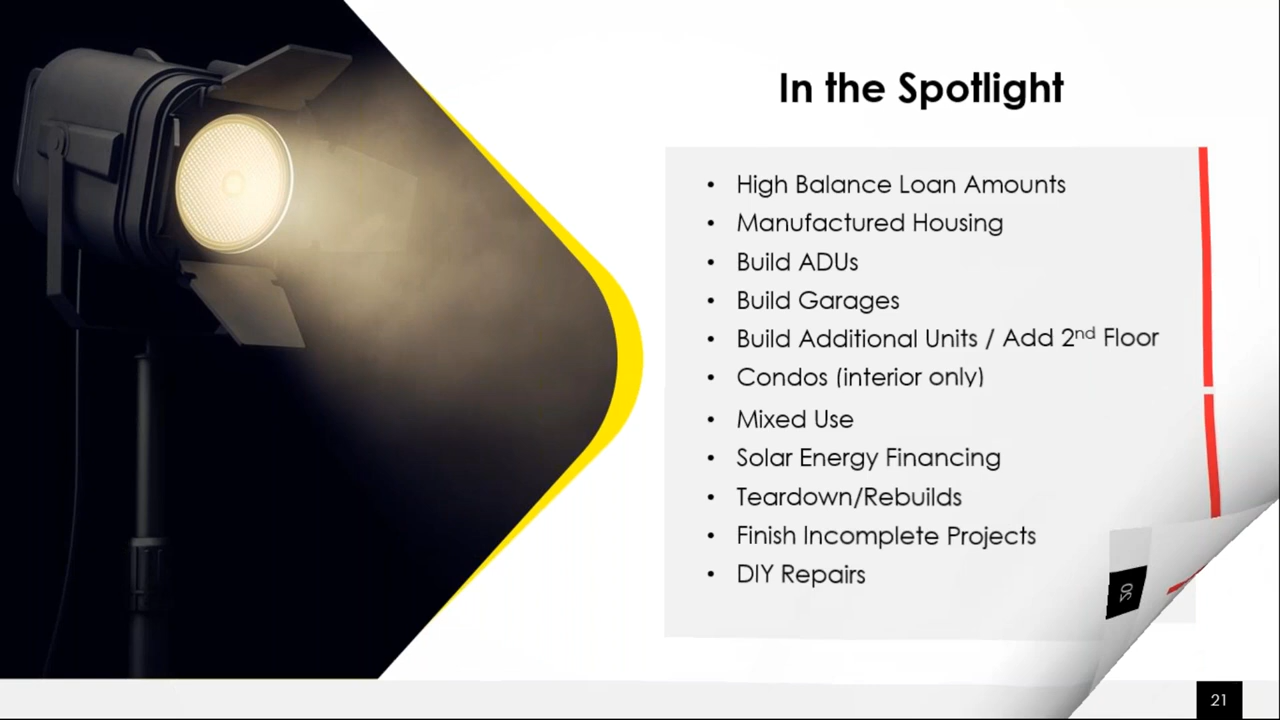 In the Spotlight
• High Balance Loan Amounts
• Manufactured Housing
• Build ADUs
• Build Garages
• Build Additional Units / Add 2nd Floor
• Condos (interior only)
• Mixed Use
• Solar Energy Financing
• Teardown/Rebuilds
• Finish Incomplete Projects
• DIY Repairs
20
21